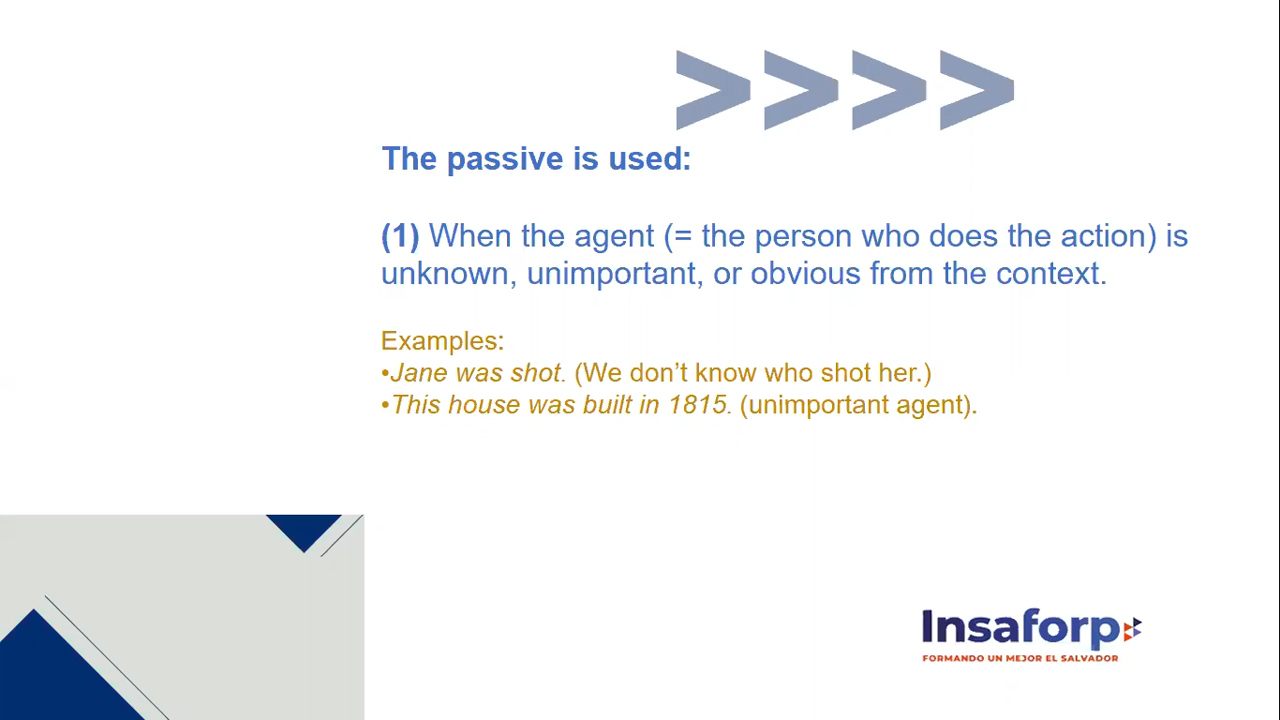 The passive is used:
(1) When the agent (= the person who does the action) is
unknown, unimportant, or obvious from the context.
Examples:
•Jane was shot. (We don’t know who shot her.)
•This house was built in 1815. (unimportant agent).
Insaforp
FORMANDO UN MEJOR EL SALVADOR